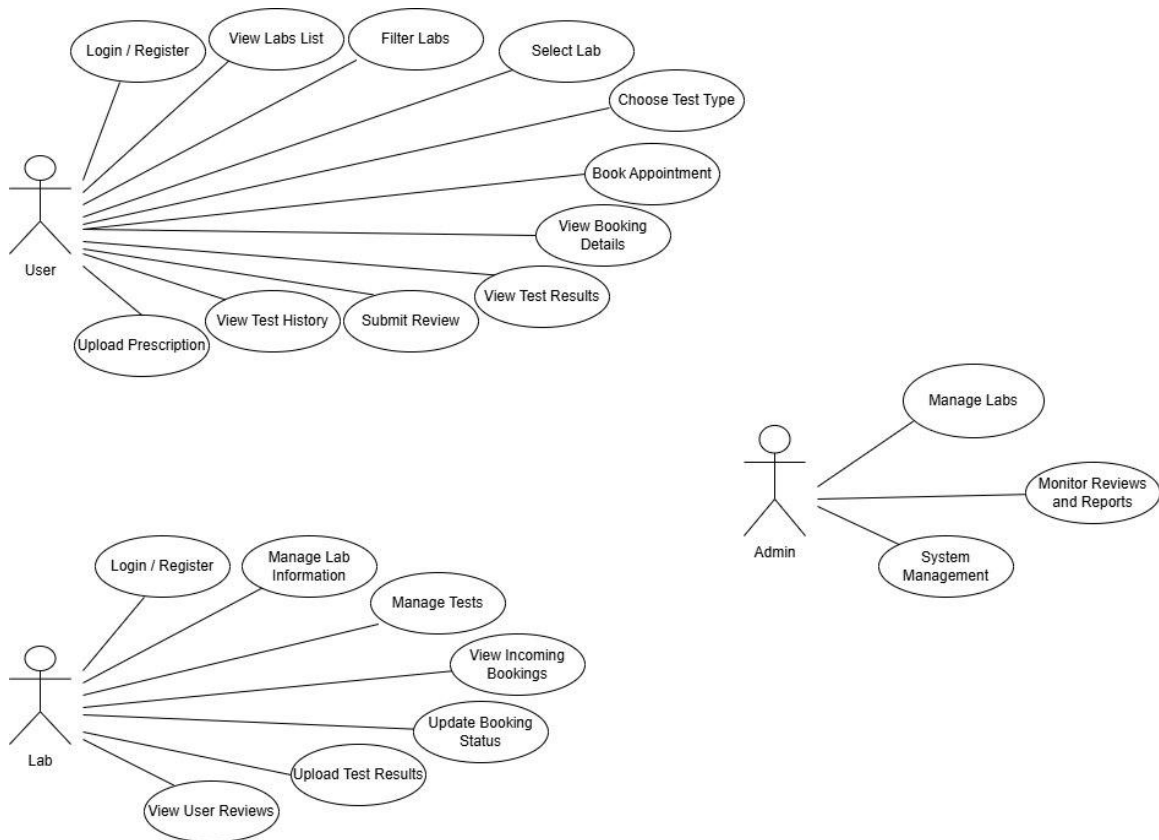 Login / Register
View Labs List
Filter Labs
Select Lab
Choose Test Type
Book Appointment
View Booking
Details
View Test Results
Submit Review
View Test History
Upload Prescription
User
Manage Labs
Monitor Reviews
and Reports
System
Management
Admin
Login / Register
Manage Lab
Information
Manage Tests
View Incoming
Bookings
Update Booking
Status
Upload Test Results
View User Reviews
Lab